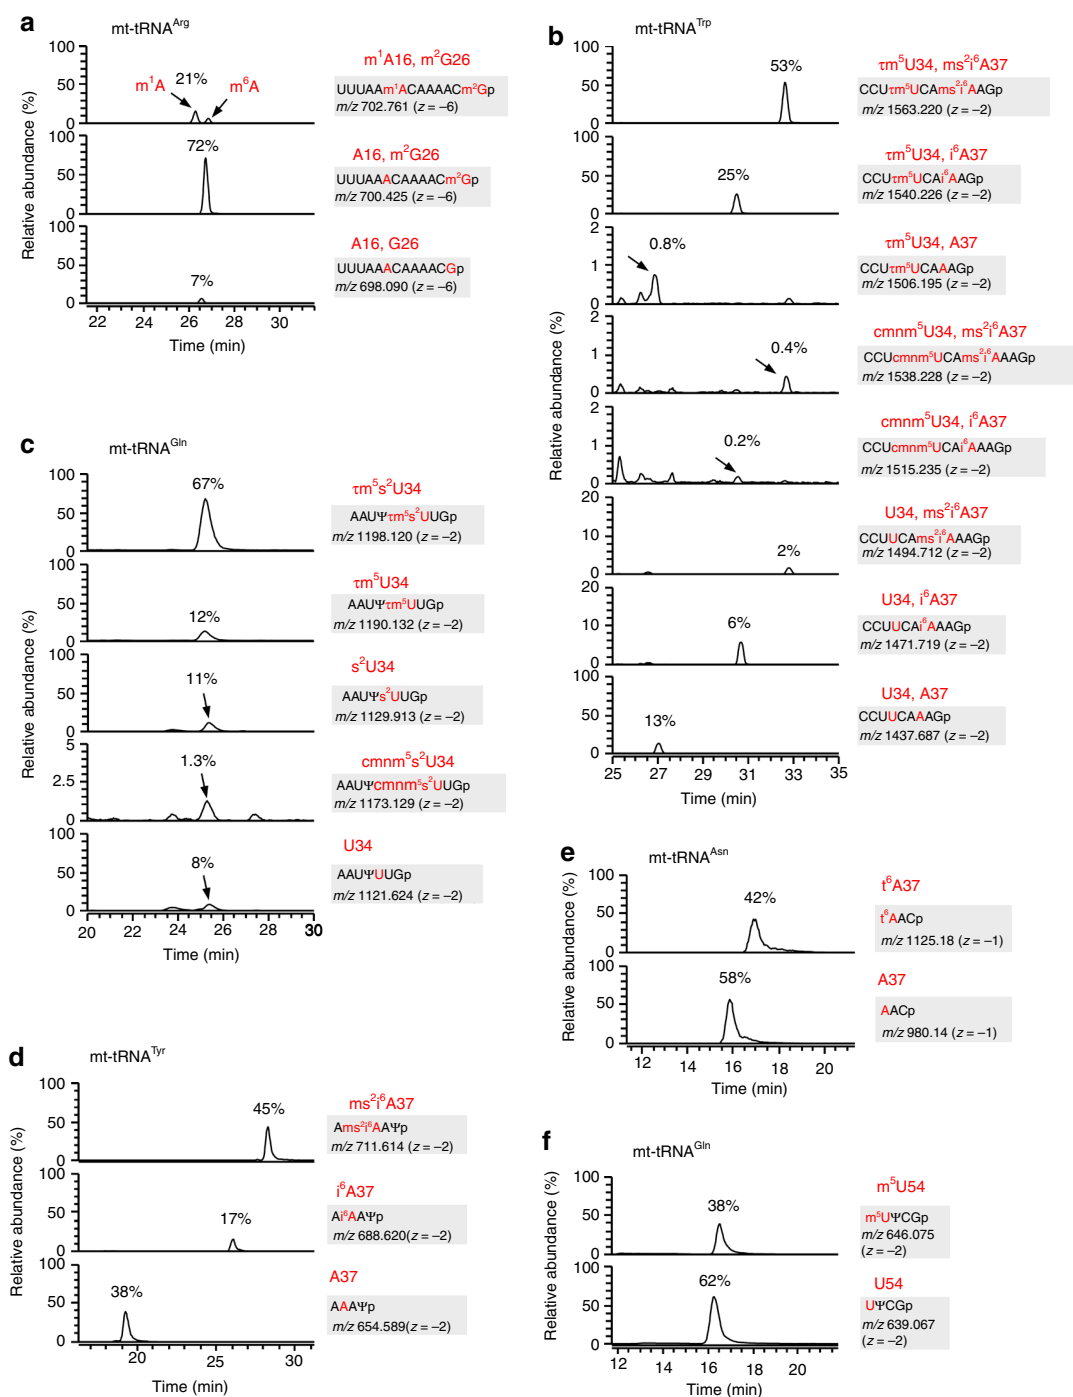 a
mt-tRNA^Arg
Relative abundance (%)
100
50
0
m¹A
21%
m⁶A
m¹A16, m²G26
UUUAAm¹ACAAAACm²Gp
m/z 702.761 (z = −6)
100
50
0
72%
A16, m²G26
UUUAAACAAAACm²Gp
m/z 700.425 (z = −6)
100
50
0
7%
A16, G26
UUUAAACAAAACGp
m/z 698.090 (z = −6)
22 24 26 28 30
Time (min)
b
mt-tRNA^Trp
Relative abundance (%)
Relative abundance (%)
100
50
0
53%
τm⁵U34, ms²i⁶A37
CCUτm⁵UCAms²i⁶AAGp
m/z 1563.220 (z = −2)
100
50
0
25%
τm⁵U34, i⁶A37
CCUτm⁵UCAi⁶AAGp
m/z 1540.226 (z = −2)
2
1
0
0.8%
τm⁵U34, A37
CCUτm⁵UCAAAGp
m/z 1506.195 (z = −2)
2
1
0
0.4%
cmnm⁵U34, ms²i⁶A37
CCUcmnm⁵UCAms²i⁶AAAGp
m/z 1538.228 (z = −2)
2
1
0
0.2%
cmnm⁵U34, i⁶A37
CCUcmnm⁵UCAi⁶AAAGp
m/z 1515.235 (z = −2)
20
10
0
2%
U34, ms²i⁶A37
CCUUCAms²i⁶AAAGp
m/z 1494.712 (z = −2)
20
10
0
6%
U34, i⁶A37
CCUUCAi⁶AAAGp
m/z 1471.719 (z = −2)
100
50
0
13%
U34, A37
CCUUCAAAGp
m/z 1437.687 (z = −2)
25 27 29 31 33 35
Time (min)
c
mt-tRNA^Gln
Relative abundance (%)
100
50
0
67%
τm⁵s²U34
AAUΨτm⁵s²UUGp
m/z 1198.120 (z = −2)
100
50
0
12%
τm⁵U34
AAUΨτm⁵UUGp
m/z 1190.132 (z = −2)
100
50
0
11%
s²U34
AAUΨs²UUGp
m/z 1129.913 (z = −2)
5
2.5
0
1.3%
cmnm⁵s²U34
AAUΨcmnm⁵s²UUGp
m/z 1173.129 (z = −2)
100
50
0
8%
U34
AAUΨUUGp
m/z 1121.624 (z = −2)
20 22 24 26 28 30
Time (min)
d
mt-tRNA^Tyr
Relative abundance (%)
100
50
0
45%
ms²i⁶A37
Ams²i⁶AAΨp
m/z 711.614 (z = −2)
100
50
0
17%
i⁶A37
Ai⁶AAΨp
m/z 688.620(z = −2)
100
50
0
38%
A37
AAAΨp
m/z 654.589(z = −2)
20 25 30
Time (min)
e
mt-tRNA^Asn
Relative abundance (%)
100
50
0
42%
t⁶A37
t⁶AACp
m/z 1125.18 (z = −1)
100
50
0
58%
A37
AACp
m/z 980.14 (z = −1)
12 14 16 18 20
Time (min)
f
mt-tRNA^Gln
Relative abundance (%)
100
50
0
38%
m⁵U54
m⁵UΨCGp
m/z 646.075
(z = −2)
100
50
0
62%
U54
UΨCGp
m/z 639.067
(z = −2)
12 14 16 18 20
Time (min)